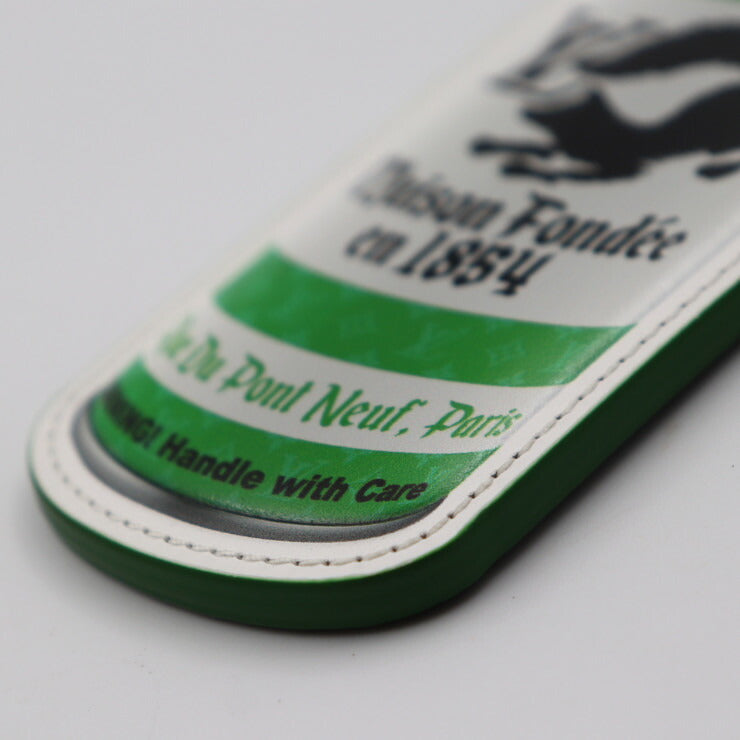 Maison Fondée
en 1854
Du Pont Neuf, Paris
Handle with Care